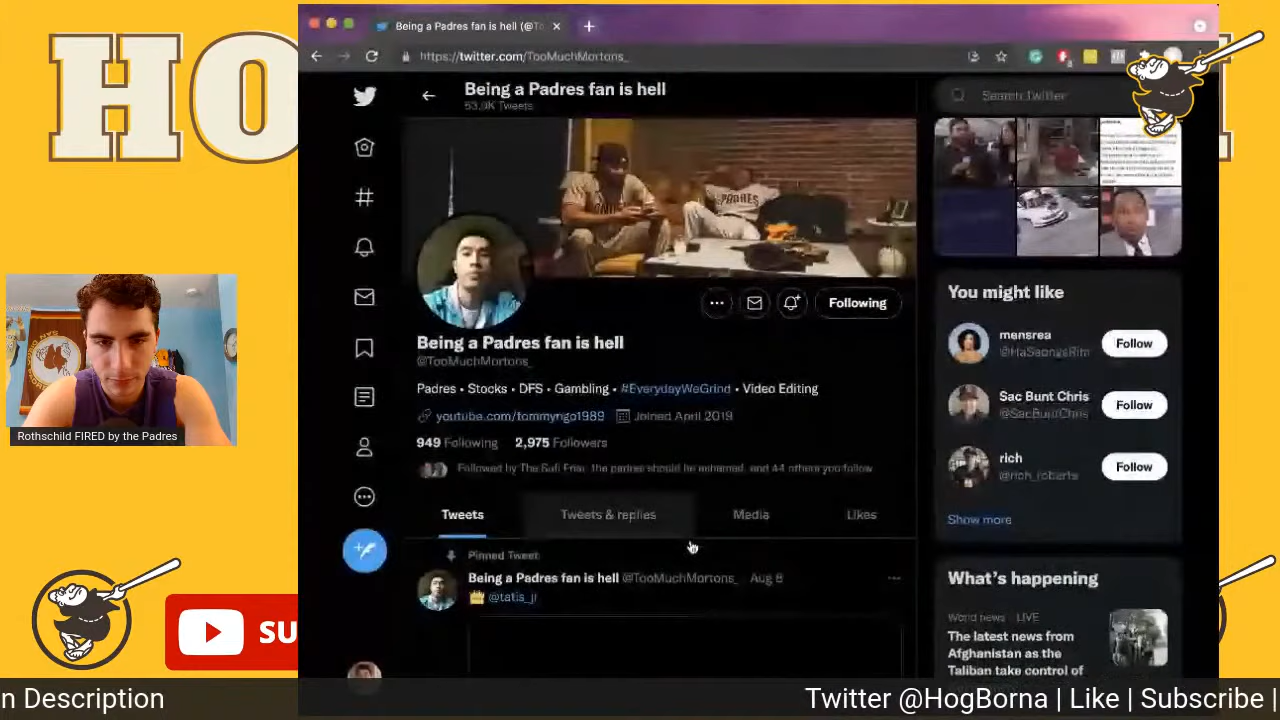 HO
Being a Padres fan is hell (@To
https://twitter.com/TooMuchMortons_
Being a Padres fan is hell
53.9K Tweets
Search Twitter
PADRES
Following
Being a Padres fan is hell
@TooMuchMortons_
Padres • Stocks • DFS • Gambling • #EverydayWeGrind • Video Editing
youtube.com/tommyngo1989 Joined April 2019
949 Following 2,975 Followers
Followed by The Salt Friar, the padres should be ashamed, and 44 others you follow
Tweets Tweets & replies Media Likes
Pinned Tweet
Being a Padres fan is hell @TooMuchMortons_ Aug 8
@tatis_jr
You might like
mensrea
@HaSeongsRim
Follow
Sac Bunt Chris
@SacBuntChris
Follow
rich
@rich_roberts
Follow
Show more
What's happening
World news LIVE
The latest news from
Afghanistan as the
Taliban take control of
Rothschild FIRED by the Padres
SU
n Description
Twitter @HogBorna | Like | Subscribe |